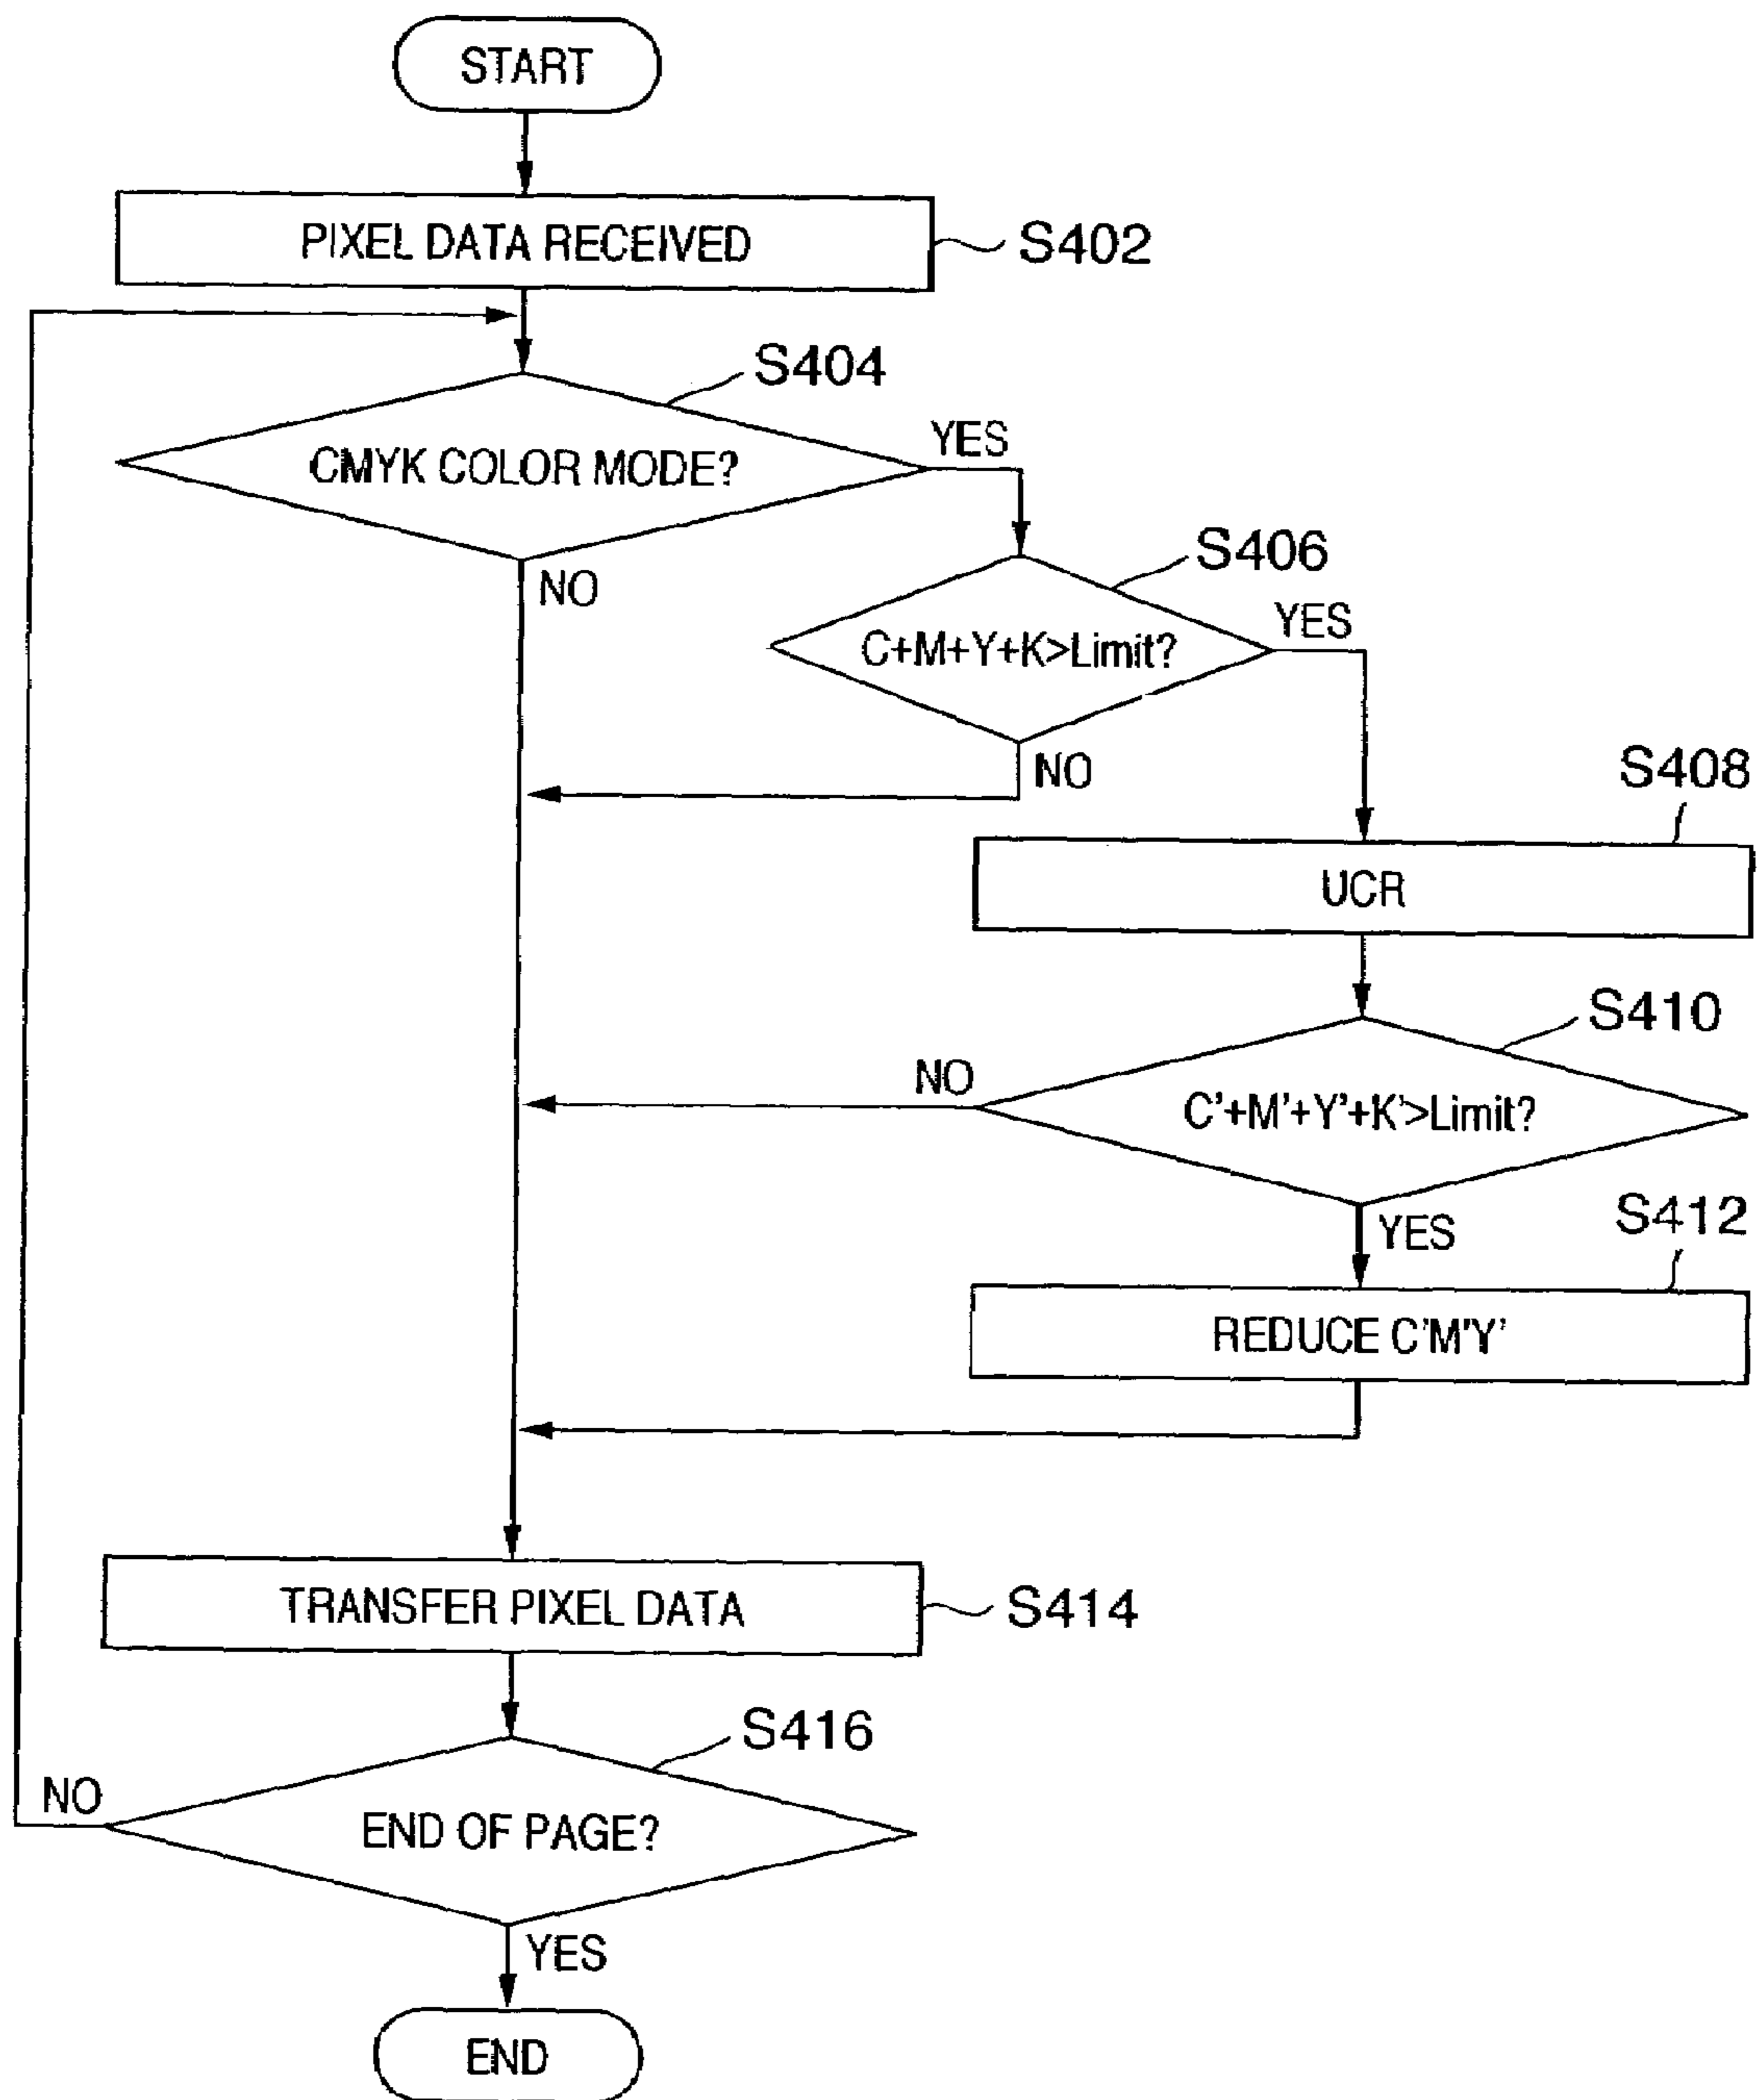 START
PIXEL DATA RECEIVED
S402
S404
CMYK COLOR MODE?
YES
NO
S406
C+M+Y+K>Limit?
YES
NO
S408
UCR
S410
C'+M'+Y'+K'>Limit?
NO
YES
S412
REDUCE C'M'Y'
TRANSFER PIXEL DATA
S414
S416
END OF PAGE?
NO
YES
END